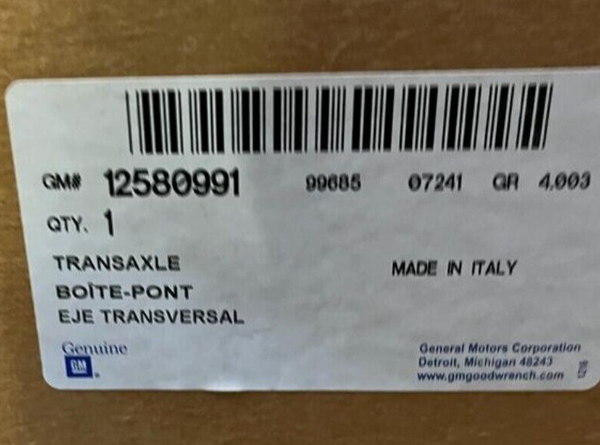 GM# 12580991 99685 07241 GR 4.003
QTY. 1
TRANSAXLE
MADE IN ITALY
BOÎTE-PONT
EJE TRANSVERSAL
Genuine
GM
General Motors Corporation
Detroit, Michigan 48243
www.gmgoodwrench.com